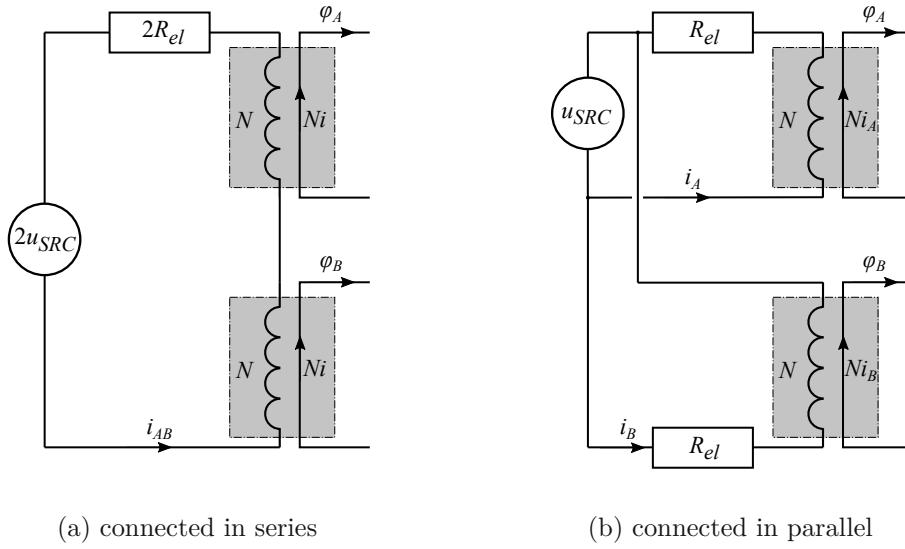 2R_el
φ_A
N
Ni
2u_SRC
φ_B
N
Ni
i_AB
(a) connected in series
R_el
φ_A
u_SRC
N
Ni_A
i_A
φ_B
N
Ni_B
i_B
R_el
(b) connected in parallel